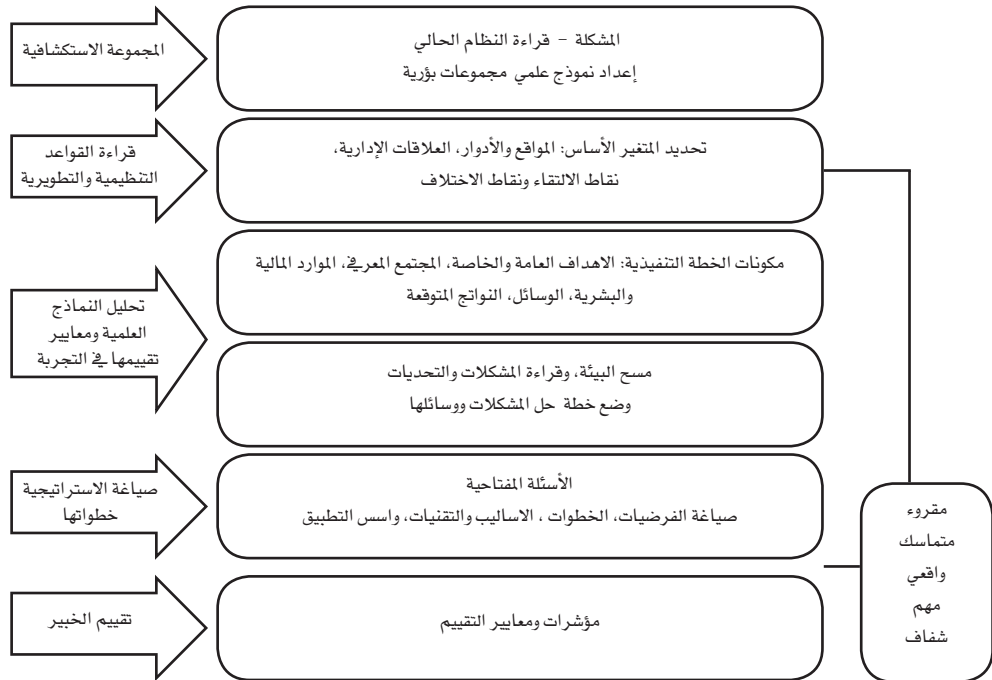 المجموعة الاستكشافية
المشكلة - قراءة النظام الحالي
إعداد نموذج علمي مجموعات بؤرية
قراءة القواعد
التنظيمية والتطويرية
تحديد المتغير الأساس: المواقع والأدوار، العلاقات الإدارية،
نقاط الالتقاء ونقاط الاختلاف
تحليل النماذج
العلمية ومعايير
تقييمها في التجربة
مكونات الخطة التنفيذية: الاهداف العامة والخاصة، المجتمع المعرفي، الموارد المالية
والبشرية، الوسائل، النواتج المتوقعة
مسح البيئة، وقراءة المشكلات والتحديات
وضع خطة حل المشكلات ووسائلها
صياغة الاستراتيجية
خطواتها
الأسئلة المفتاحية
صياغة الفرضيات، الخطوات ، الاساليب والتقنيات، واسس التطبيق
تقييم الخبير
مؤشرات ومعايير التقييم
مقروء
متماسك
واقعي
مهم
شفاف